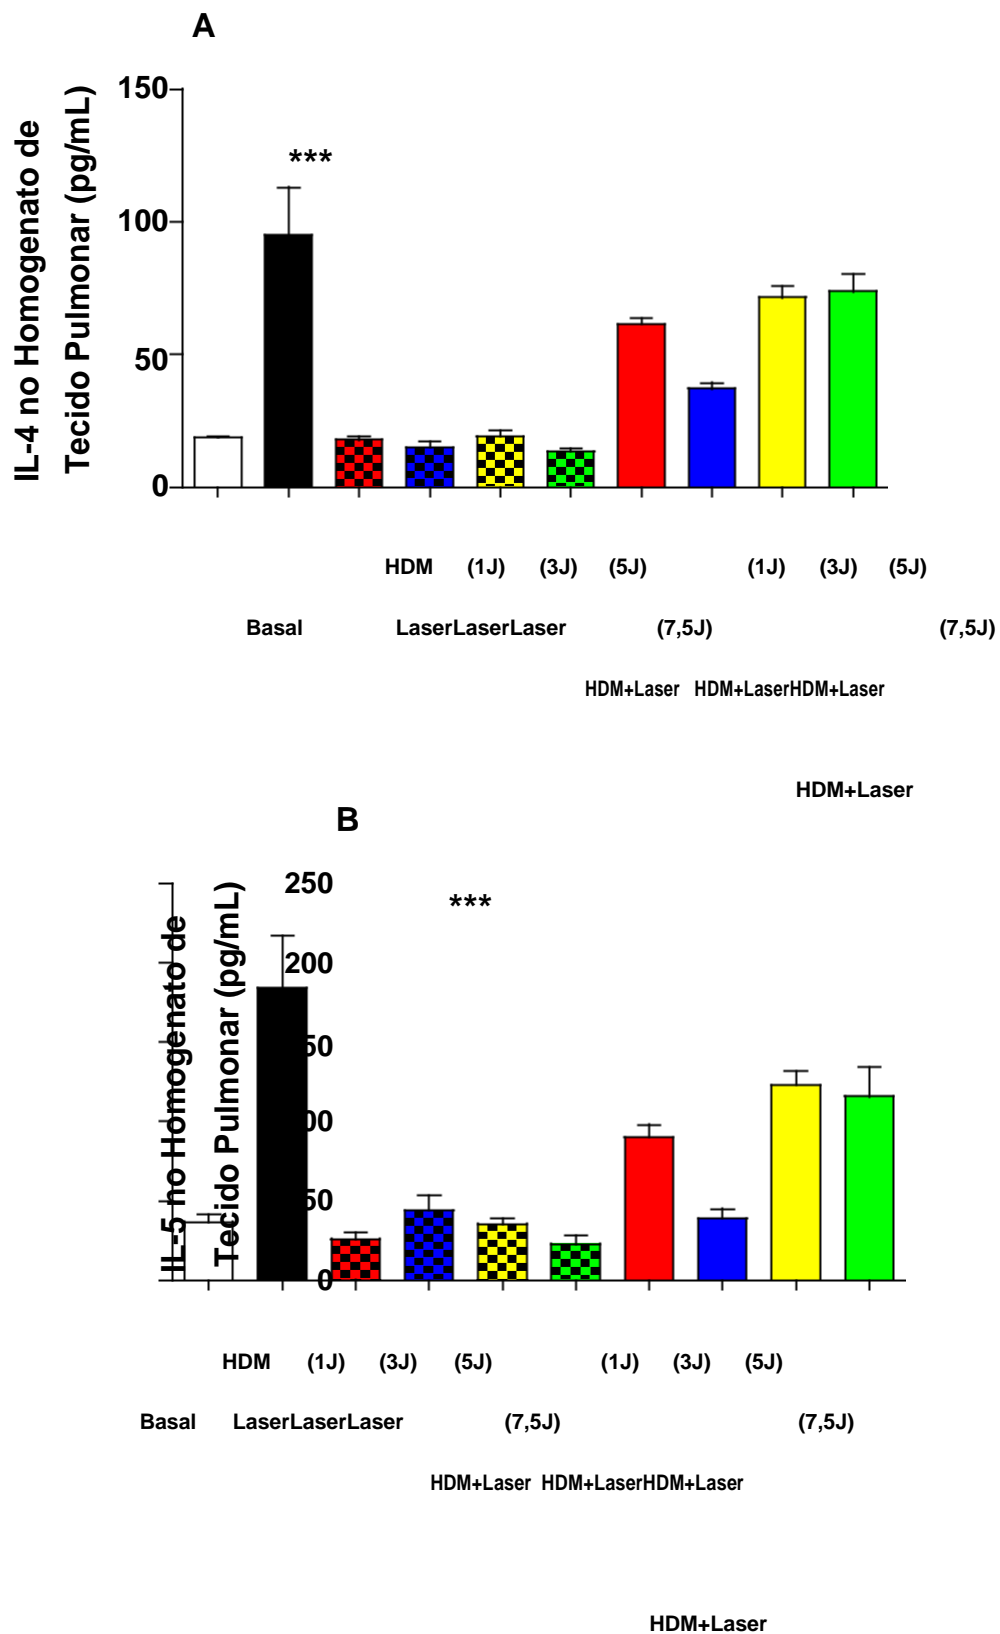 A
IL-4 no Homogenato de
Tecido Pulmonar (pg/mL)
150
***
100
50
0
HDM (1J) (3J) (5J) (1J) (3J) (5J)
Basal LaserLaserLaser (7,5J) (7,5J)
HDM+Laser HDM+LaserHDM+Laser
HDM+Laser
B
IL-5 no Homogenato de
Tecido Pulmonar (pg/mL)
250
***
200
50
00
50
0
HDM (1J) (3J) (5J) (1J) (3J) (5J)
Basal LaserLaserLaser (7,5J) (7,5J)
HDM+Laser HDM+LaserHDM+Laser
HDM+Laser